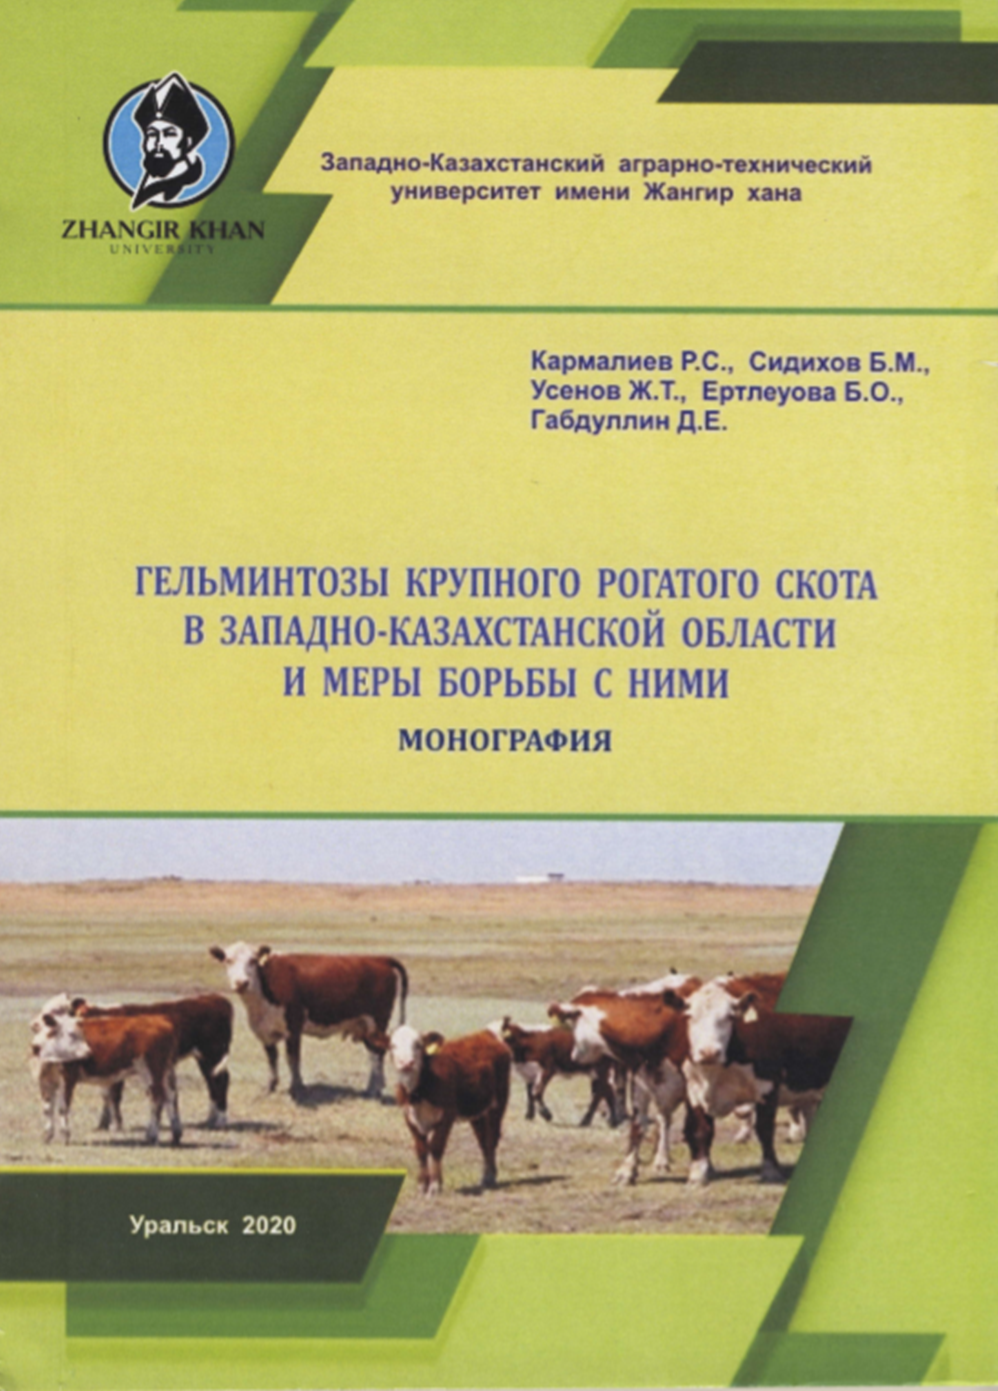 ZHANGIR KHAN
UNIVERSITY
Западно-Казахстанский аграрно-технический
университет имени Жангир хана
Кармалиев Р.С., Сидихов Б.М.,
Усенов Ж.Т., Ертлеуова Б.О.,
Габдуллин Д.Е.
ГЕЛЬМИНТОЗЫ КРУПНОГО РОГАТОГО СКОТА
В ЗАПАДНО-КАЗАХСТАНСКОЙ ОБЛАСТИ
И МЕРЫ БОРЬБЫ С НИМИ
МОНОГРАФИЯ
Уральск 2020